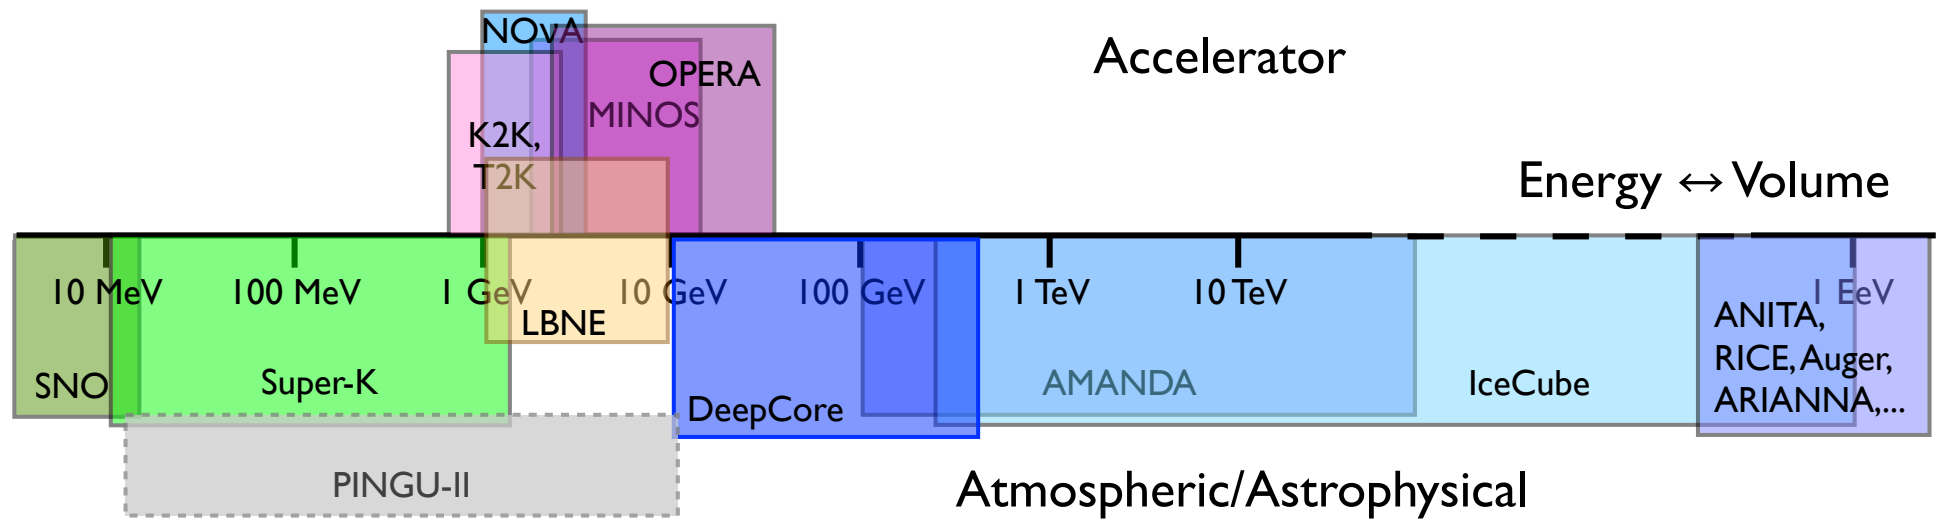 NOvA
Accelerator
OPERA
MINOS
K2K,
T2K
Energy ↔ Volume
10 MeV 100 MeV 1 GeV 10 GeV 100 GeV 1 TeV 10 TeV 1 EeV
LBNE
ANITA,
RICE, Auger,
ARIANNA,...
SNO
Super-K
AMANDA
IceCube
DeepCore
PINGU-II
Atmospheric/Astrophysical